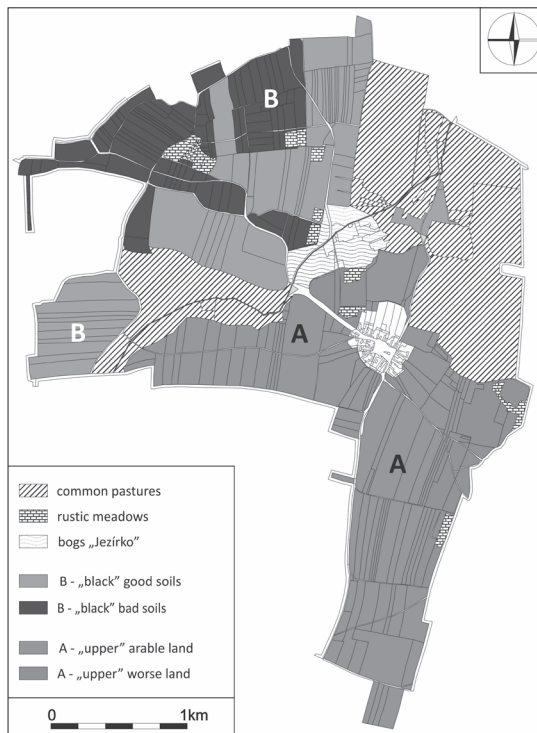 B
B
A
A
common pastures
rustic meadows
bogs „Jezírko”
B - „black” good soils
B - „black” bad soils
A - „upper” arable land
A - „upper” worse land
0 1km